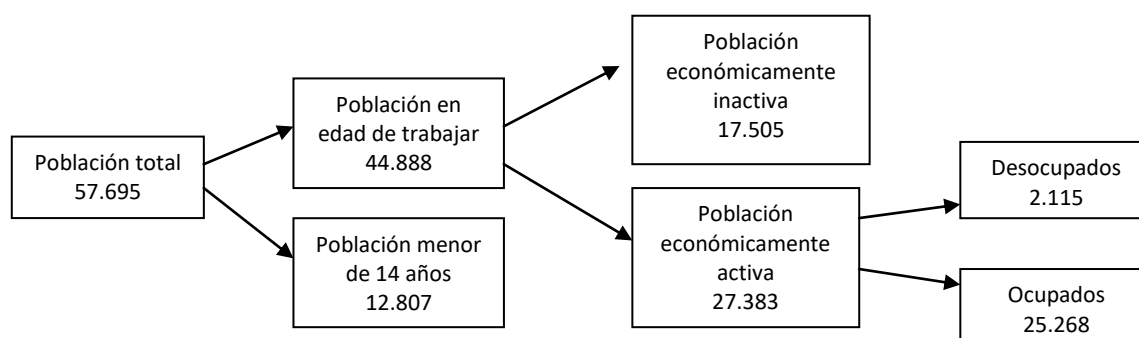 Población total
57.695
Población en
edad de trabajar
44.888
Población menor
de 14 años
12.807
Población
económicamente
inactiva
17.505
Población
económicamente
activa
27.383
Desocupados
2.115
Ocupados
25.268